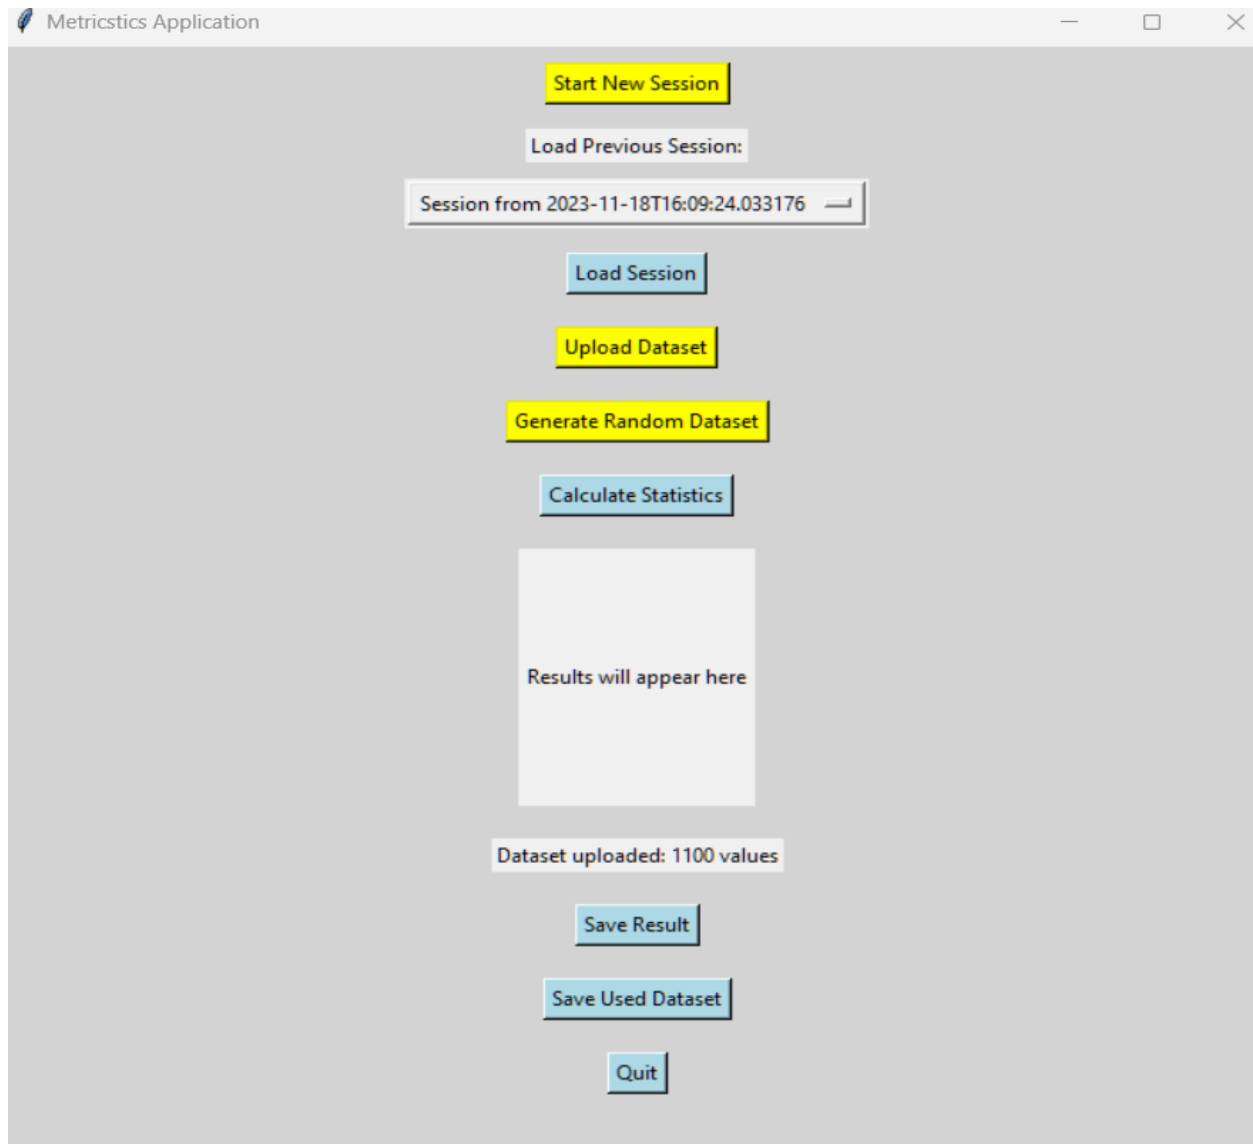 Metricstics Application
Start New Session
Load Previous Session:
Session from 2023-11-18T16:09:24.033176
Load Session
Upload Dataset
Generate Random Dataset
Calculate Statistics
Results will appear here
Dataset uploaded: 1100 values
Save Result
Save Used Dataset
Quit